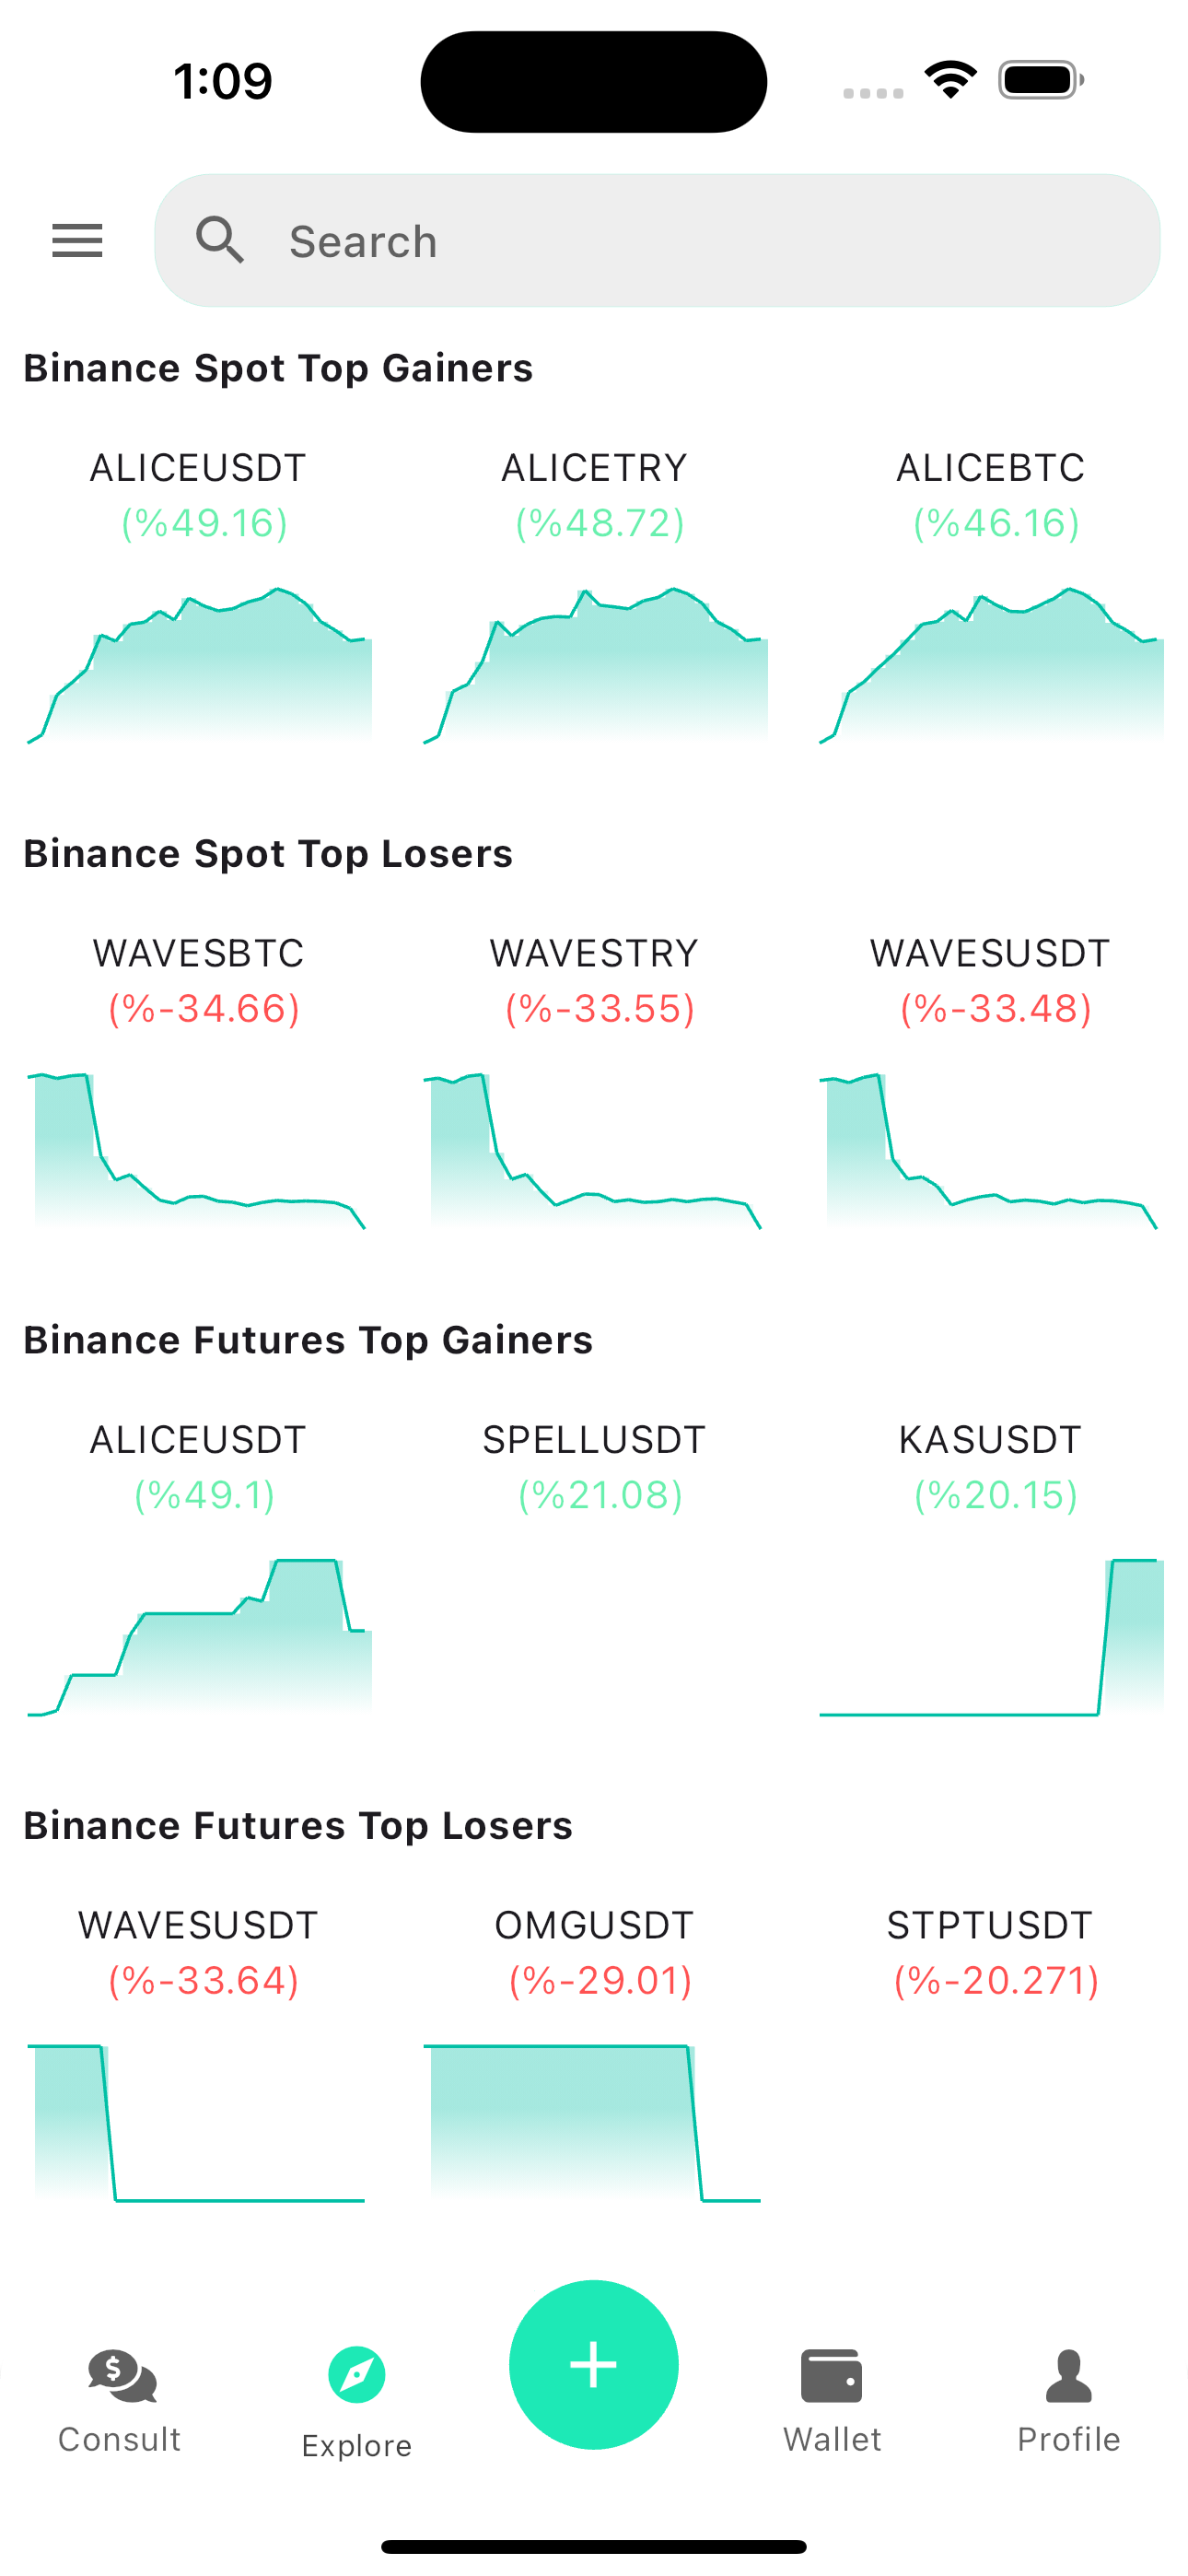 1:09
Search
Binance Spot Top Gainers
ALICEUSDT ALICETRY ALICEBTC
(%49.16) (%48.72) (%46.16)
Binance Spot Top Losers
WAVESBTC WAVESTRY WAVESUSDT
(%-34.66) (%-33.55) (%-33.48)
Binance Futures Top Gainers
ALICEUSDT SPELLUSDT KASUSDT
(%49.1) (%21.08) (%20.15)
Binance Futures Top Losers
WAVESUSDT OMGUSDT STPTUSDT
(%-33.64) (%-29.01) (%-20.271)
Consult Explore Wallet Profile